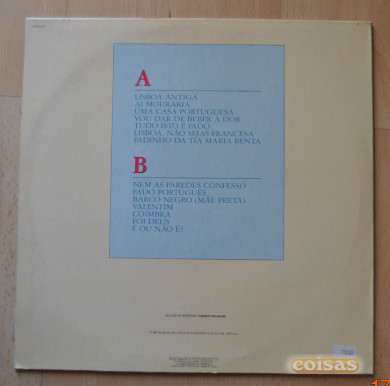 A
LISBOA ANTIGA
AI MOURARIA
UMA CASA PORTUGUESA
VOU DAR DE BEBER À DOR
TUDO ISTO É FADO
LISBOA, NÃO SEJAS FRANCESA
FADINHO DA TIA MARIA BENTA
B
NEM ÀS PAREDES CONFESSO
FADO PORTUGUÊS
BARCO NEGRO (MÃE PRETA)
VALENTIM
COIMBRA
FOI DEUS
É OU NÃO É?
coisas